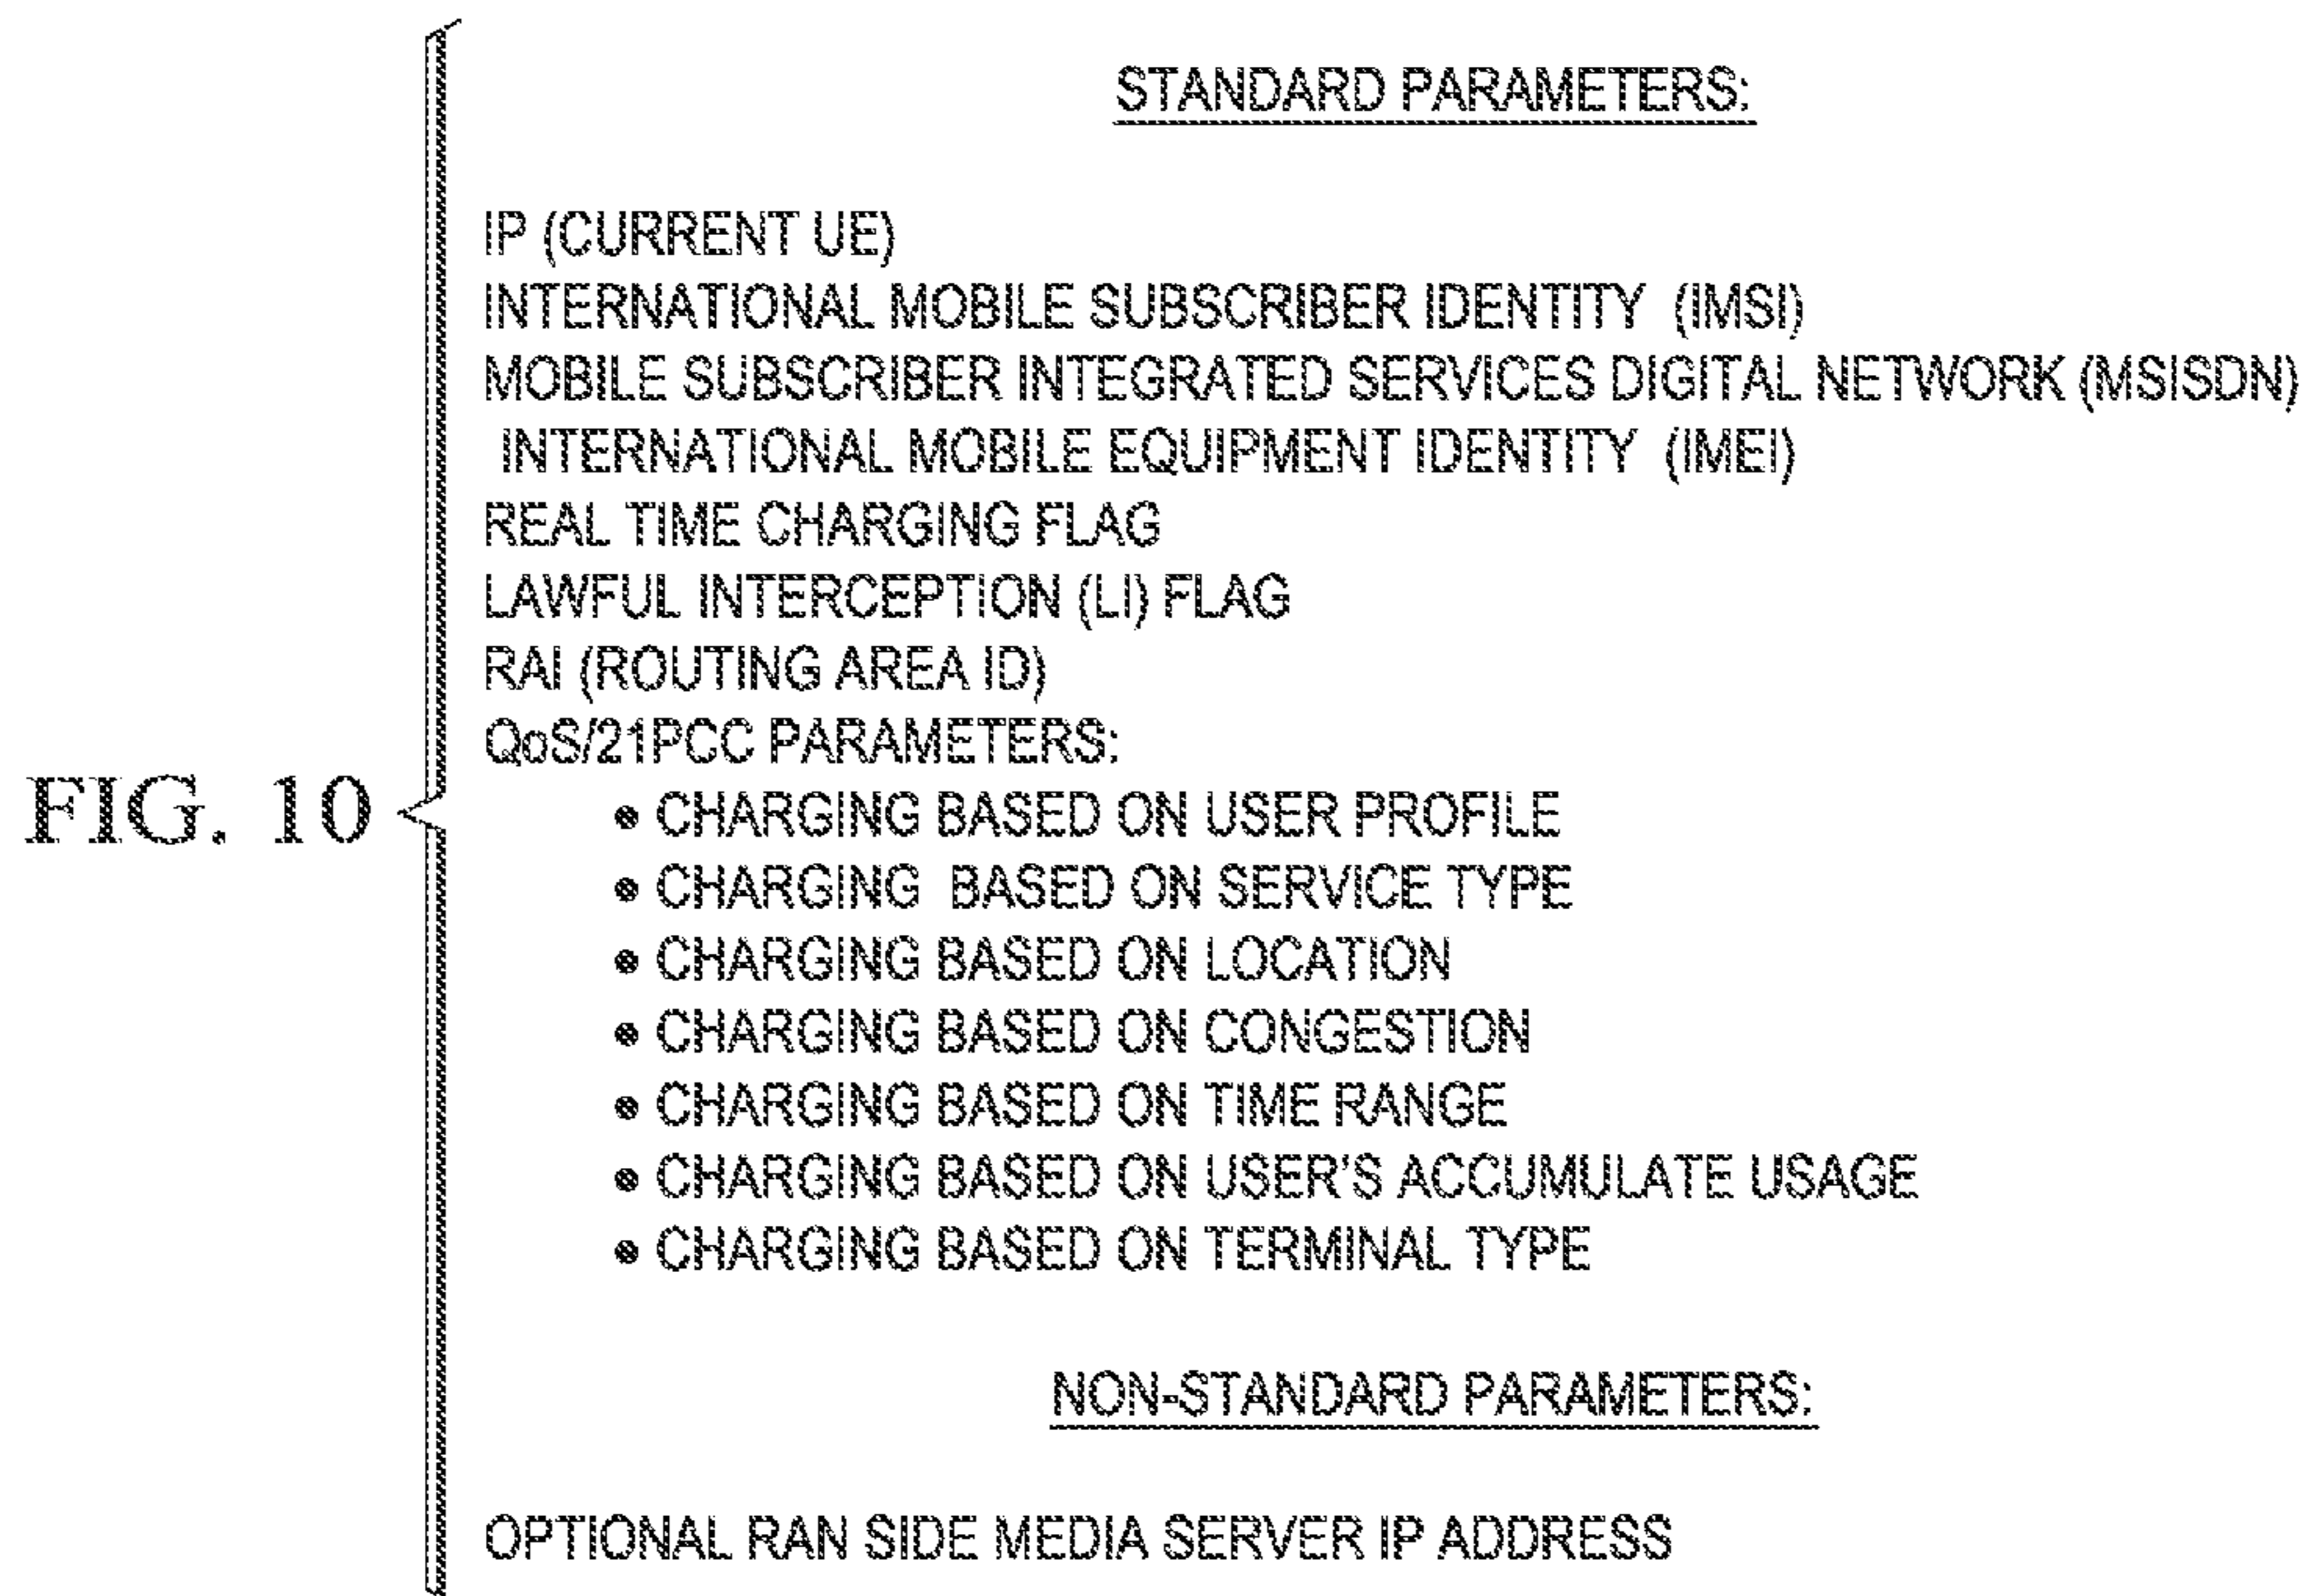 STANDARD PARAMETERS:
IP (CURRENT UE)
INTERNATIONAL MOBILE SUBSCRIBER IDENTITY (IMSI)
MOBILE SUBSCRIBER INTEGRATED SERVICES DIGITAL NETWORK (MSISDN)
INTERNATIONAL MOBILE EQUIPMENT IDENTITY (IMEI)
REAL TIME CHARGING FLAG
LAWFUL INTERCEPTION (LI) FLAG
RAI (ROUTING AREA ID)
QoS/21PCC PARAMETERS:
FIG. 10
• CHARGING BASED ON USER PROFILE
• CHARGING BASED ON SERVICE TYPE
• CHARGING BASED ON LOCATION
• CHARGING BASED ON CONGESTION
• CHARGING BASED ON TIME RANGE
• CHARGING BASED ON USER'S ACCUMULATE USAGE
• CHARGING BASED ON TERMINAL TYPE
NON-STANDARD PARAMETERS:
OPTIONAL RAN SIDE MEDIA SERVER IP ADDRESS